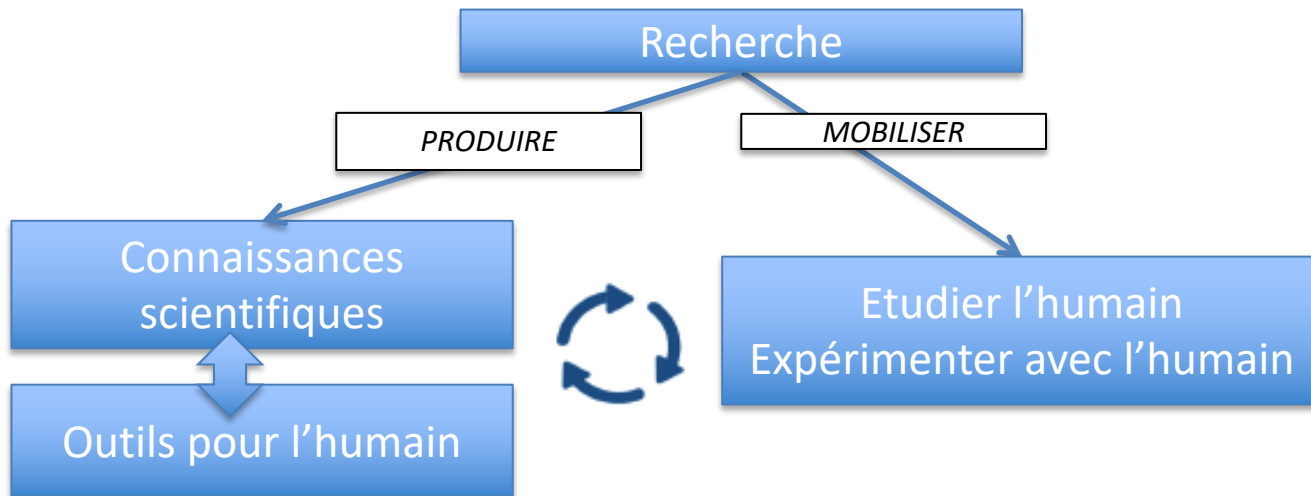 Recherche
PRODUIRE
MOBILISER
Connaissances
scientifiques
Etudier l’humain
Expérimenter avec l’humain
Outils pour l’humain